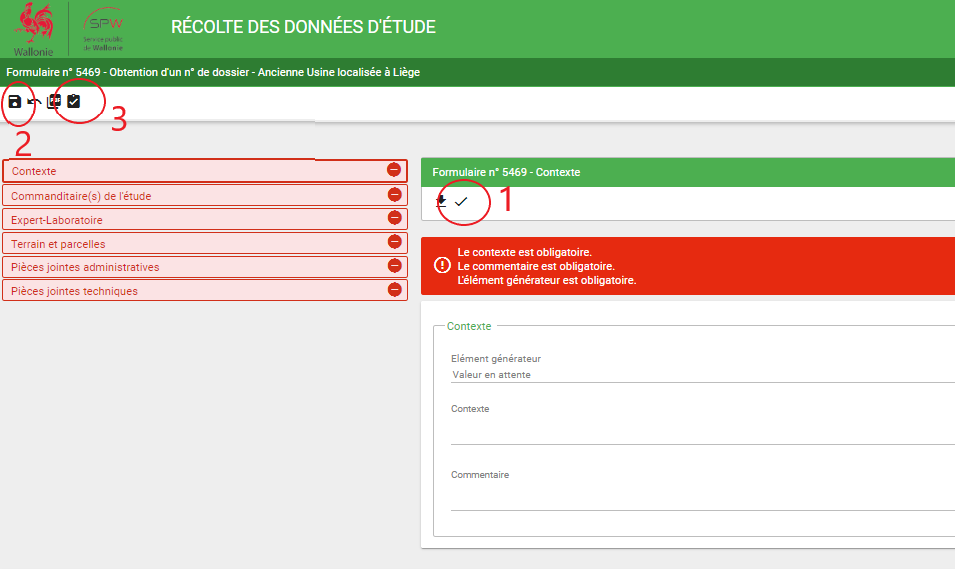 Wallonie
SPW
Service public
de Wallonie
RÉCOLTE DES DONNÉES D'ÉTUDE
Formulaire n° 5469 - Obtention d'un n° de dossier - Ancienne Usine localisée à Liège
PDF
3
2
Contexte
Commanditaire(s) de l'étude
Expert-Laboratoire
Terrain et parcelles
Pièces jointes administratives
Pièces jointes techniques
Formulaire n° 5469 - Contexte
1
Le contexte est obligatoire.
Le commentaire est obligatoire.
L'élément générateur est obligatoire.
Contexte
Elément générateur
Valeur en attente
Contexte
Commentaire